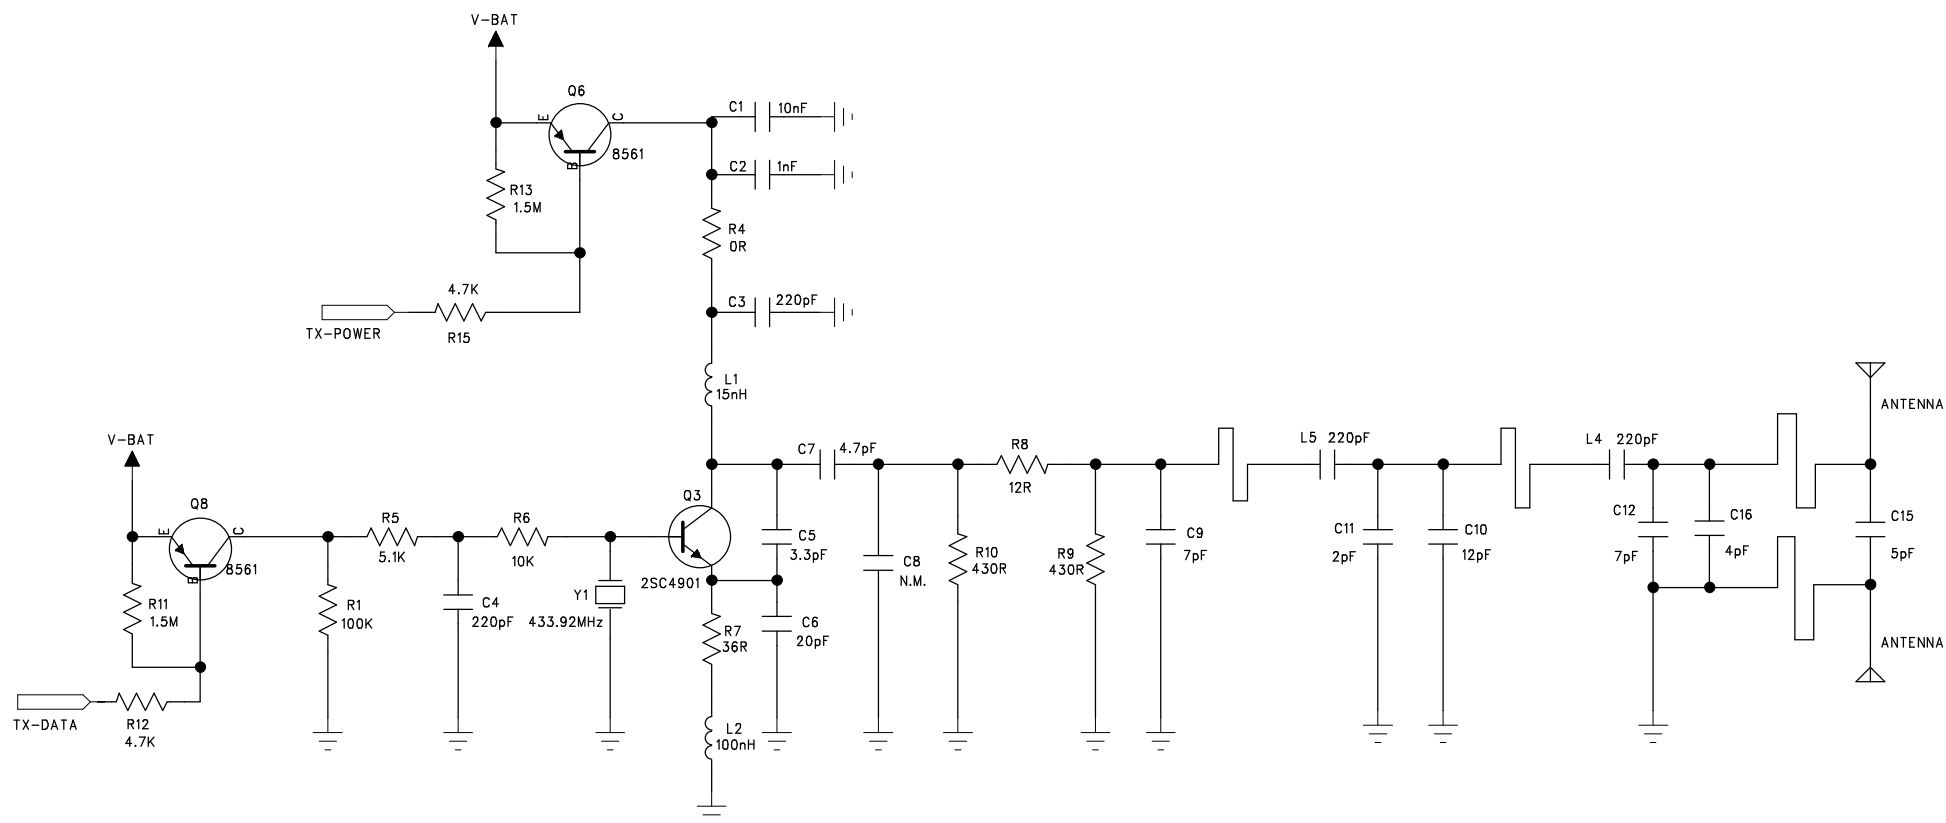 V-BAT
Q6
E
C
B
8561
C1
10nF
C2
1nF
R13
1.5M
R4
0R
4.7K
TX-POWER
R15
C3
220pF
L1
15nH
ANTENNA
V-BAT
C7
4.7pF
R8
12R
L5
220pF
L4
220pF
Q8
E
C
B
8561
R5
5.1K
R6
10K
Q3
2SC4901
C5
3.3pF
C8
N.M.
R10
430R
R9
430R
C9
7pF
C11
2pF
C10
12pF
C12
7pF
C16
4pF
C15
5pF
R11
1.5M
R1
100K
C4
220pF
Y1
433.92MHz
R7
36R
C6
20pF
ANTENNA
TX-DATA
R12
4.7K
L2
100nH